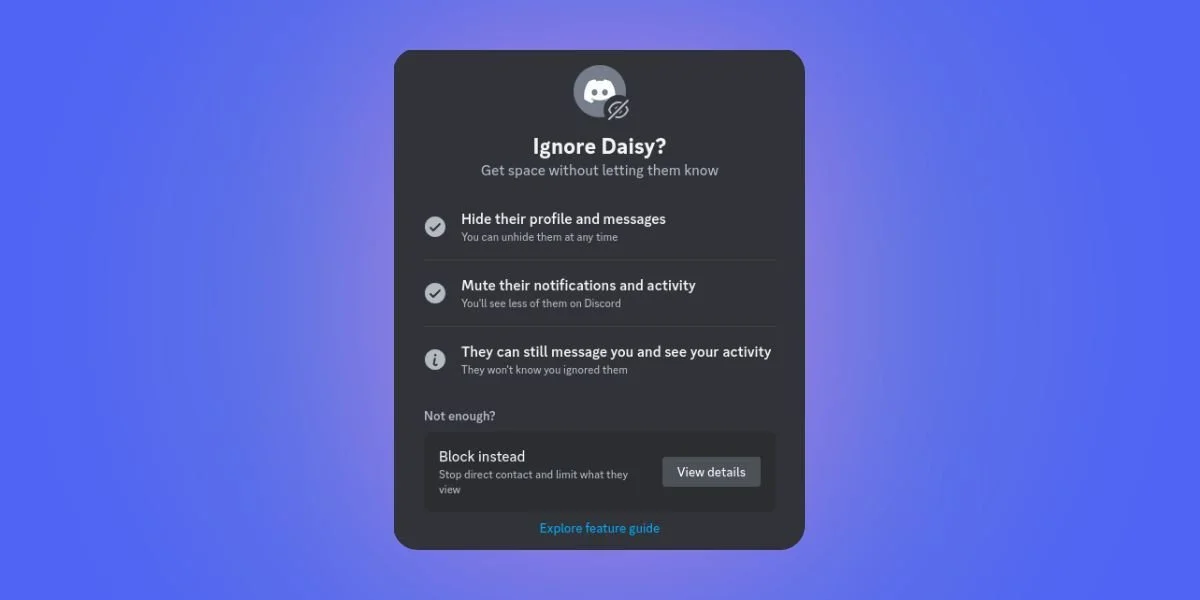 Ignore Daisy?
Get space without letting them know
Hide their profile and messages
You can unhide them at any time
Mute their notifications and activity
You'll see less of them on Discord
They can still message you and see your activity
They won't know you ignored them
Not enough?
Block instead
Stop direct contact and limit what they
view
View details
Explore feature guide